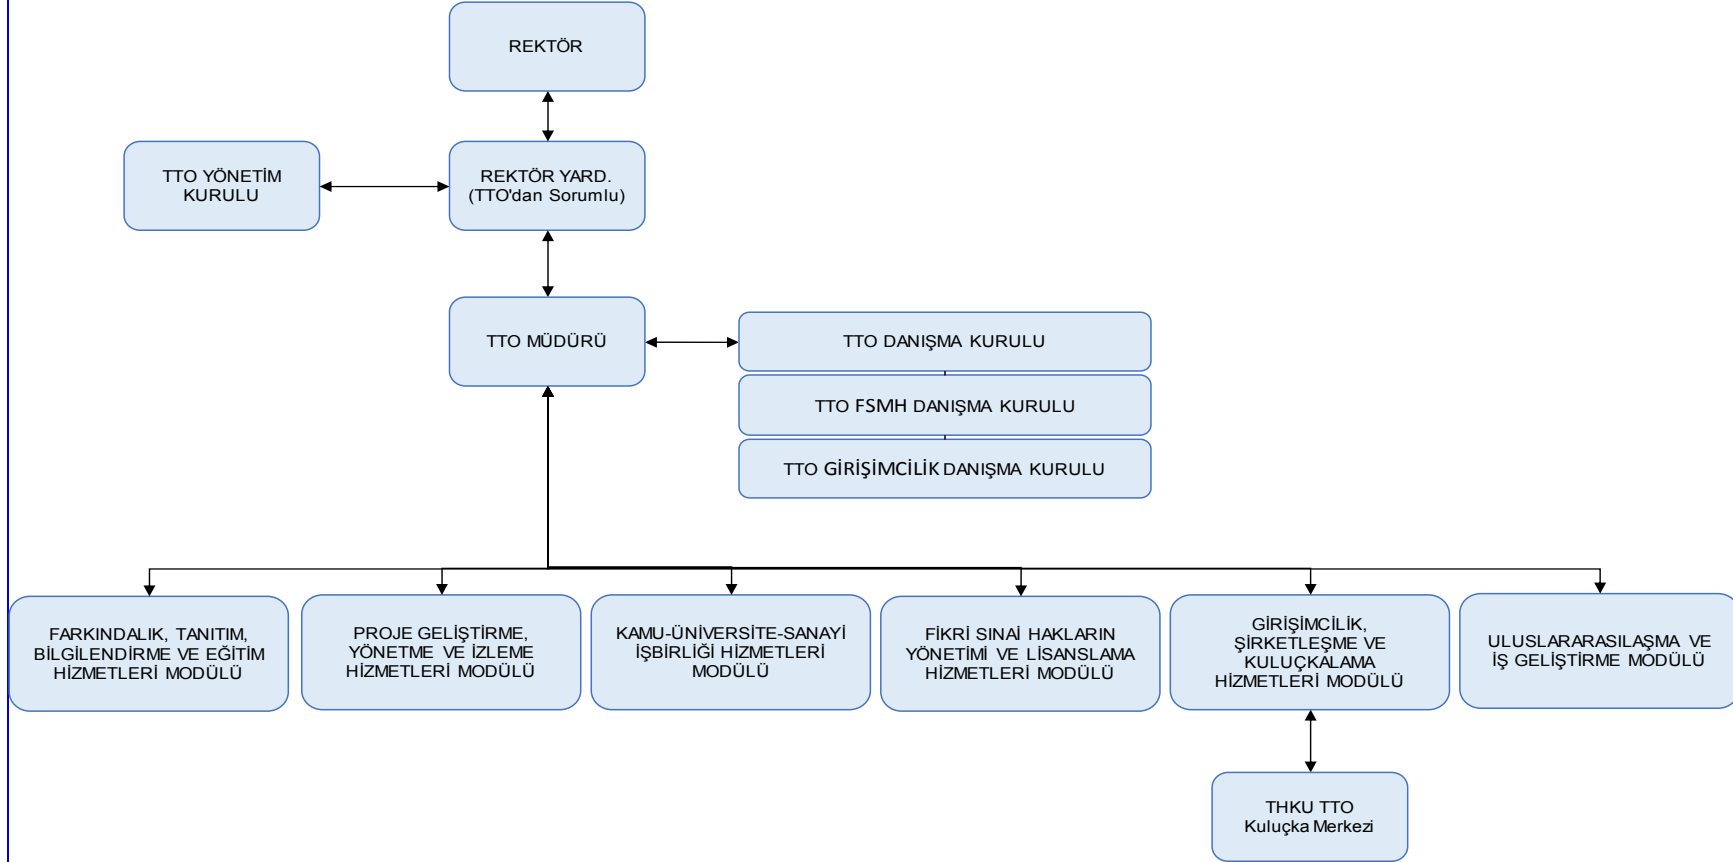 REKTÖR
TTO YÖNETİM
KURULU
REKTÖR YARD.
(TTO'dan Sorumlu)
TTO MÜDÜRÜ
TTO DANIŞMA KURULU
TTO FSMH DANIŞMA KURULU
TTO GİRİŞİMCİLİK DANIŞMA KURULU
FARKINDALIK, TANITIM,
BİLGİLENDİRME VE EĞİTİM
HİZMETLERİ MODÜLÜ
PROJE GELİŞTİRME,
YÖNETME VE İZLEME
HİZMETLERİ MODÜLÜ
KAMU-ÜNİVERSİTE-SANAYİ
İŞBİRLİĞİ HİZMETLERİ
MODÜLÜ
FİKRİ SINAİ HAKLARIN
YÖNETİMİ VE LİSANSLAMA
HİZMETLERİ MODÜLÜ
GİRİŞİMCİLİK,
ŞİRKETLEŞME VE
KULUÇKALAMA
HİZMETLERİ MODÜLÜ
ULUSLARARASILAŞMA VE
İŞ GELİŞTİRME MODÜLÜ
THKU TTO
Kuluçka Merkezi